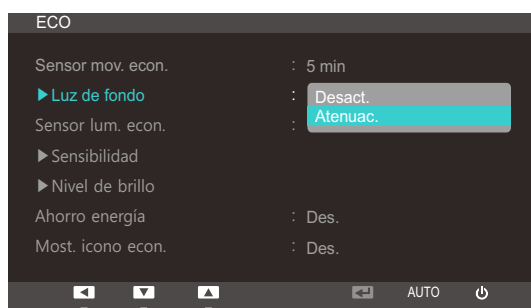 ECO
Sensor mov. econ. : 5 min
▶Luz de fondo : Desact.
Atenuac.
Sensor lum. econ. :
▶Sensibilidad
▶Nivel de brillo
Ahorro energía : Des.
Most. icono econ. : Des.
AUTO